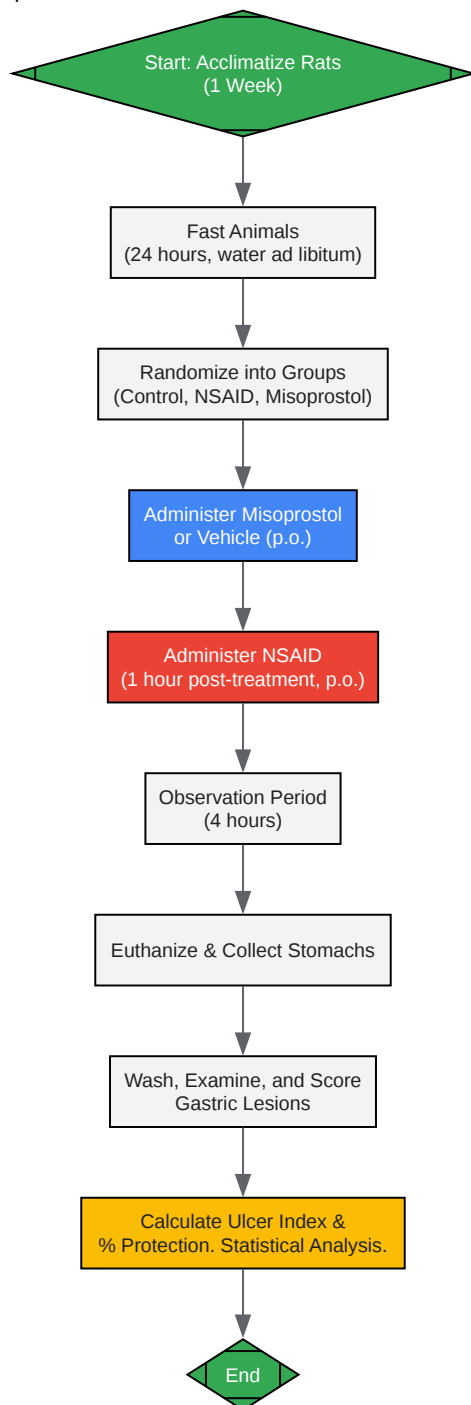 Start: Acclimatize Rats
(1 Week)
Fast Animals
(24 hours, water ad libitum)
Randomize into Groups
(Control, NSAID, Misoprostol)
Administer Misoprostol
or Vehicle (p.o.)
Administer NSAID
(1 hour post-treatment, p.o.)
Observation Period
(4 hours)
Euthanize & Collect Stomachs
Wash, Examine, and Score
Gastric Lesions
Calculate Ulcer Index &
% Protection. Statistical Analysis.
End